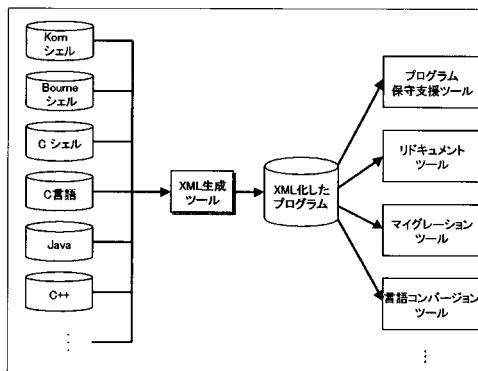 Korn
シェル
Bourne
シェル
C シェル
C言語
Java
C++
XML生成
ツール
XML化した
プログラム
プログラム
保守支援ツール
リドキュメント
ツール
マイグレーション
ツール
言語コンバージョン
ツール